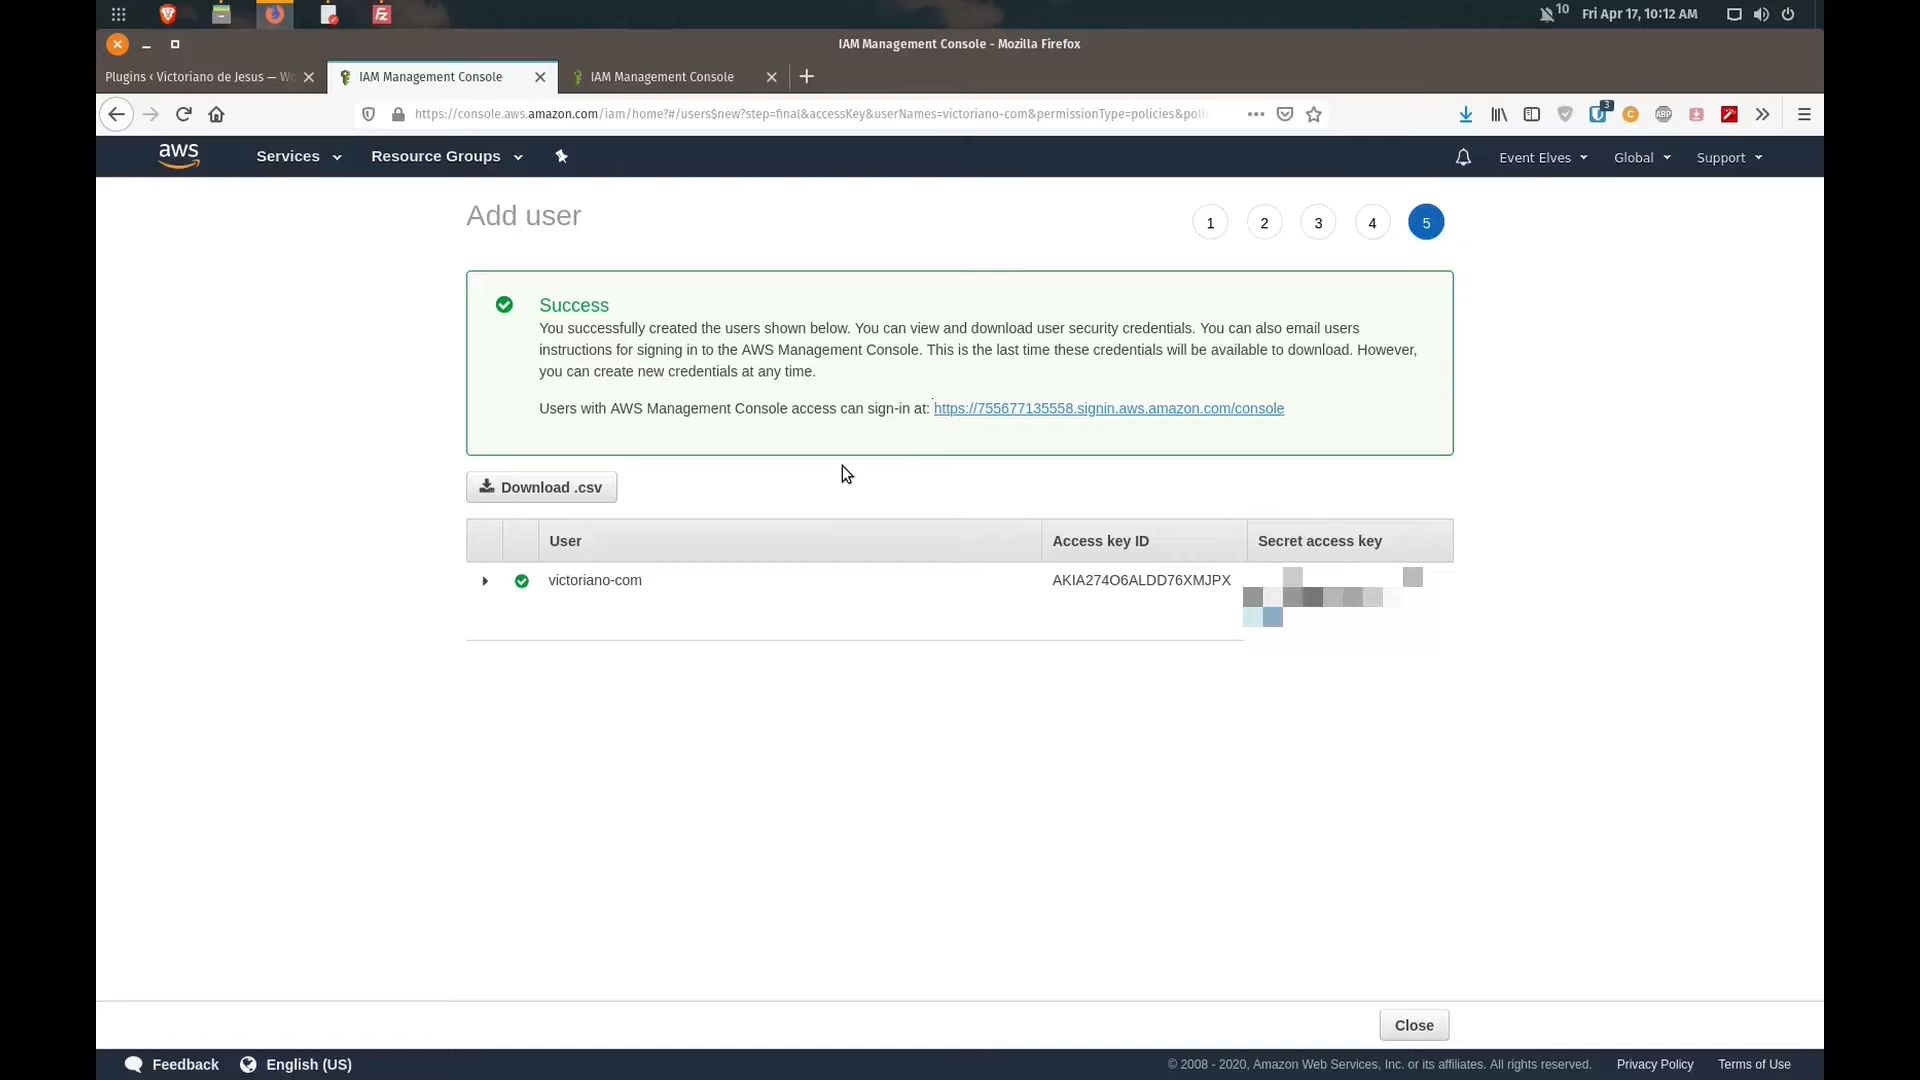 10 Fri Apr 17, 10:12 AM
IAM Management Console - Mozilla Firefox
Plugins ‹ Victoriano de Jesus — Wo
IAM Management Console
IAM Management Console
https://console.aws.amazon.com/iam/home?#/users$new?step=final&accessKey&userNames=victoriano-com&permissionType=policies&poli
3
C
ABP
aws
Services
Resource Groups
Event Elves
Global
Support
Add user
1 2 3 4 5
Success
You successfully created the users shown below. You can view and download user security credentials. You can also email users
instructions for signing in to the AWS Management Console. This is the last time these credentials will be available to download. However,
you can create new credentials at any time.
Users with AWS Management Console access can sign-in at: https://755677135558.signin.aws.amazon.com/console
Download .csv
User Access key ID Secret access key
victoriano-com AKIA274O6ALDD76XMJPX
Close
Feedback English (US) © 2008 - 2020, Amazon Web Services, Inc. or its affiliates. All rights reserved. Privacy Policy Terms of Use